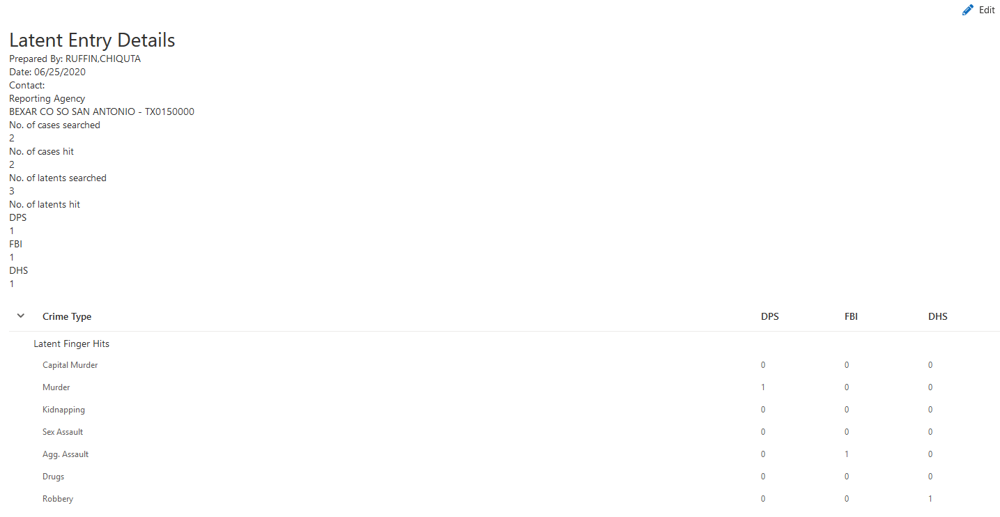 Edit
Latent Entry Details
Prepared By: RUFFIN,CHIQUTA
Date: 06/25/2020
Contact:
Reporting Agency
BEXAR CO SO SAN ANTONIO - TX0150000
No. of cases searched
2
No. of cases hit
2
No. of latents searched
3
No. of latents hit
DPS
1
FBI
1
DHS
1
Crime Type DPS FBI DHS
Latent Finger Hits
Capital Murder 0 0 0
Murder 1 0 0
Kidnapping 0 0 0
Sex Assault 0 0 0
Agg. Assault 0 1 0
Drugs 0 0 0
Robbery 0 0 1